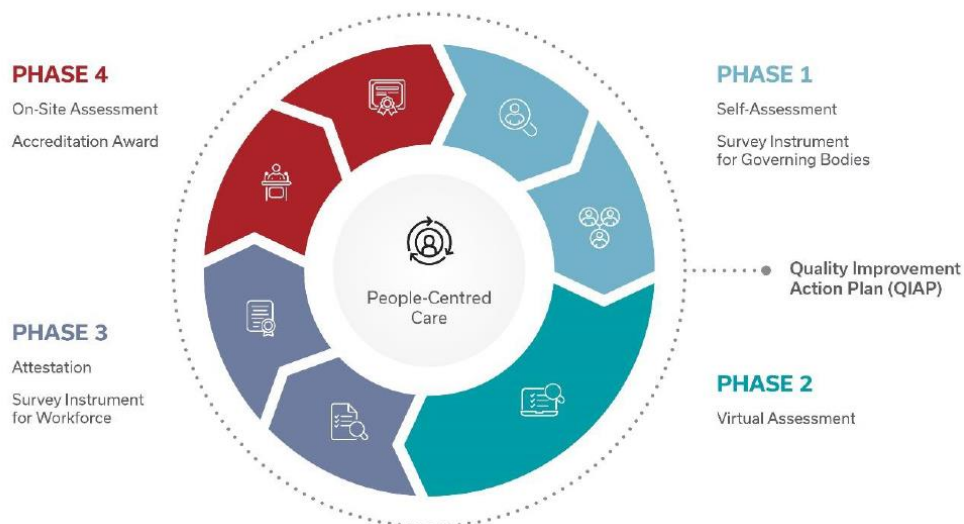 PHASE 4
On-Site Assessment
Accreditation Award
PHASE 1
Self-Assessment
Survey Instrument
for Governing Bodies
People-Centred
Care
Quality Improvement
Action Plan (QIAP)
PHASE 3
Attestation
Survey Instrument
for Workforce
PHASE 2
Virtual Assessment